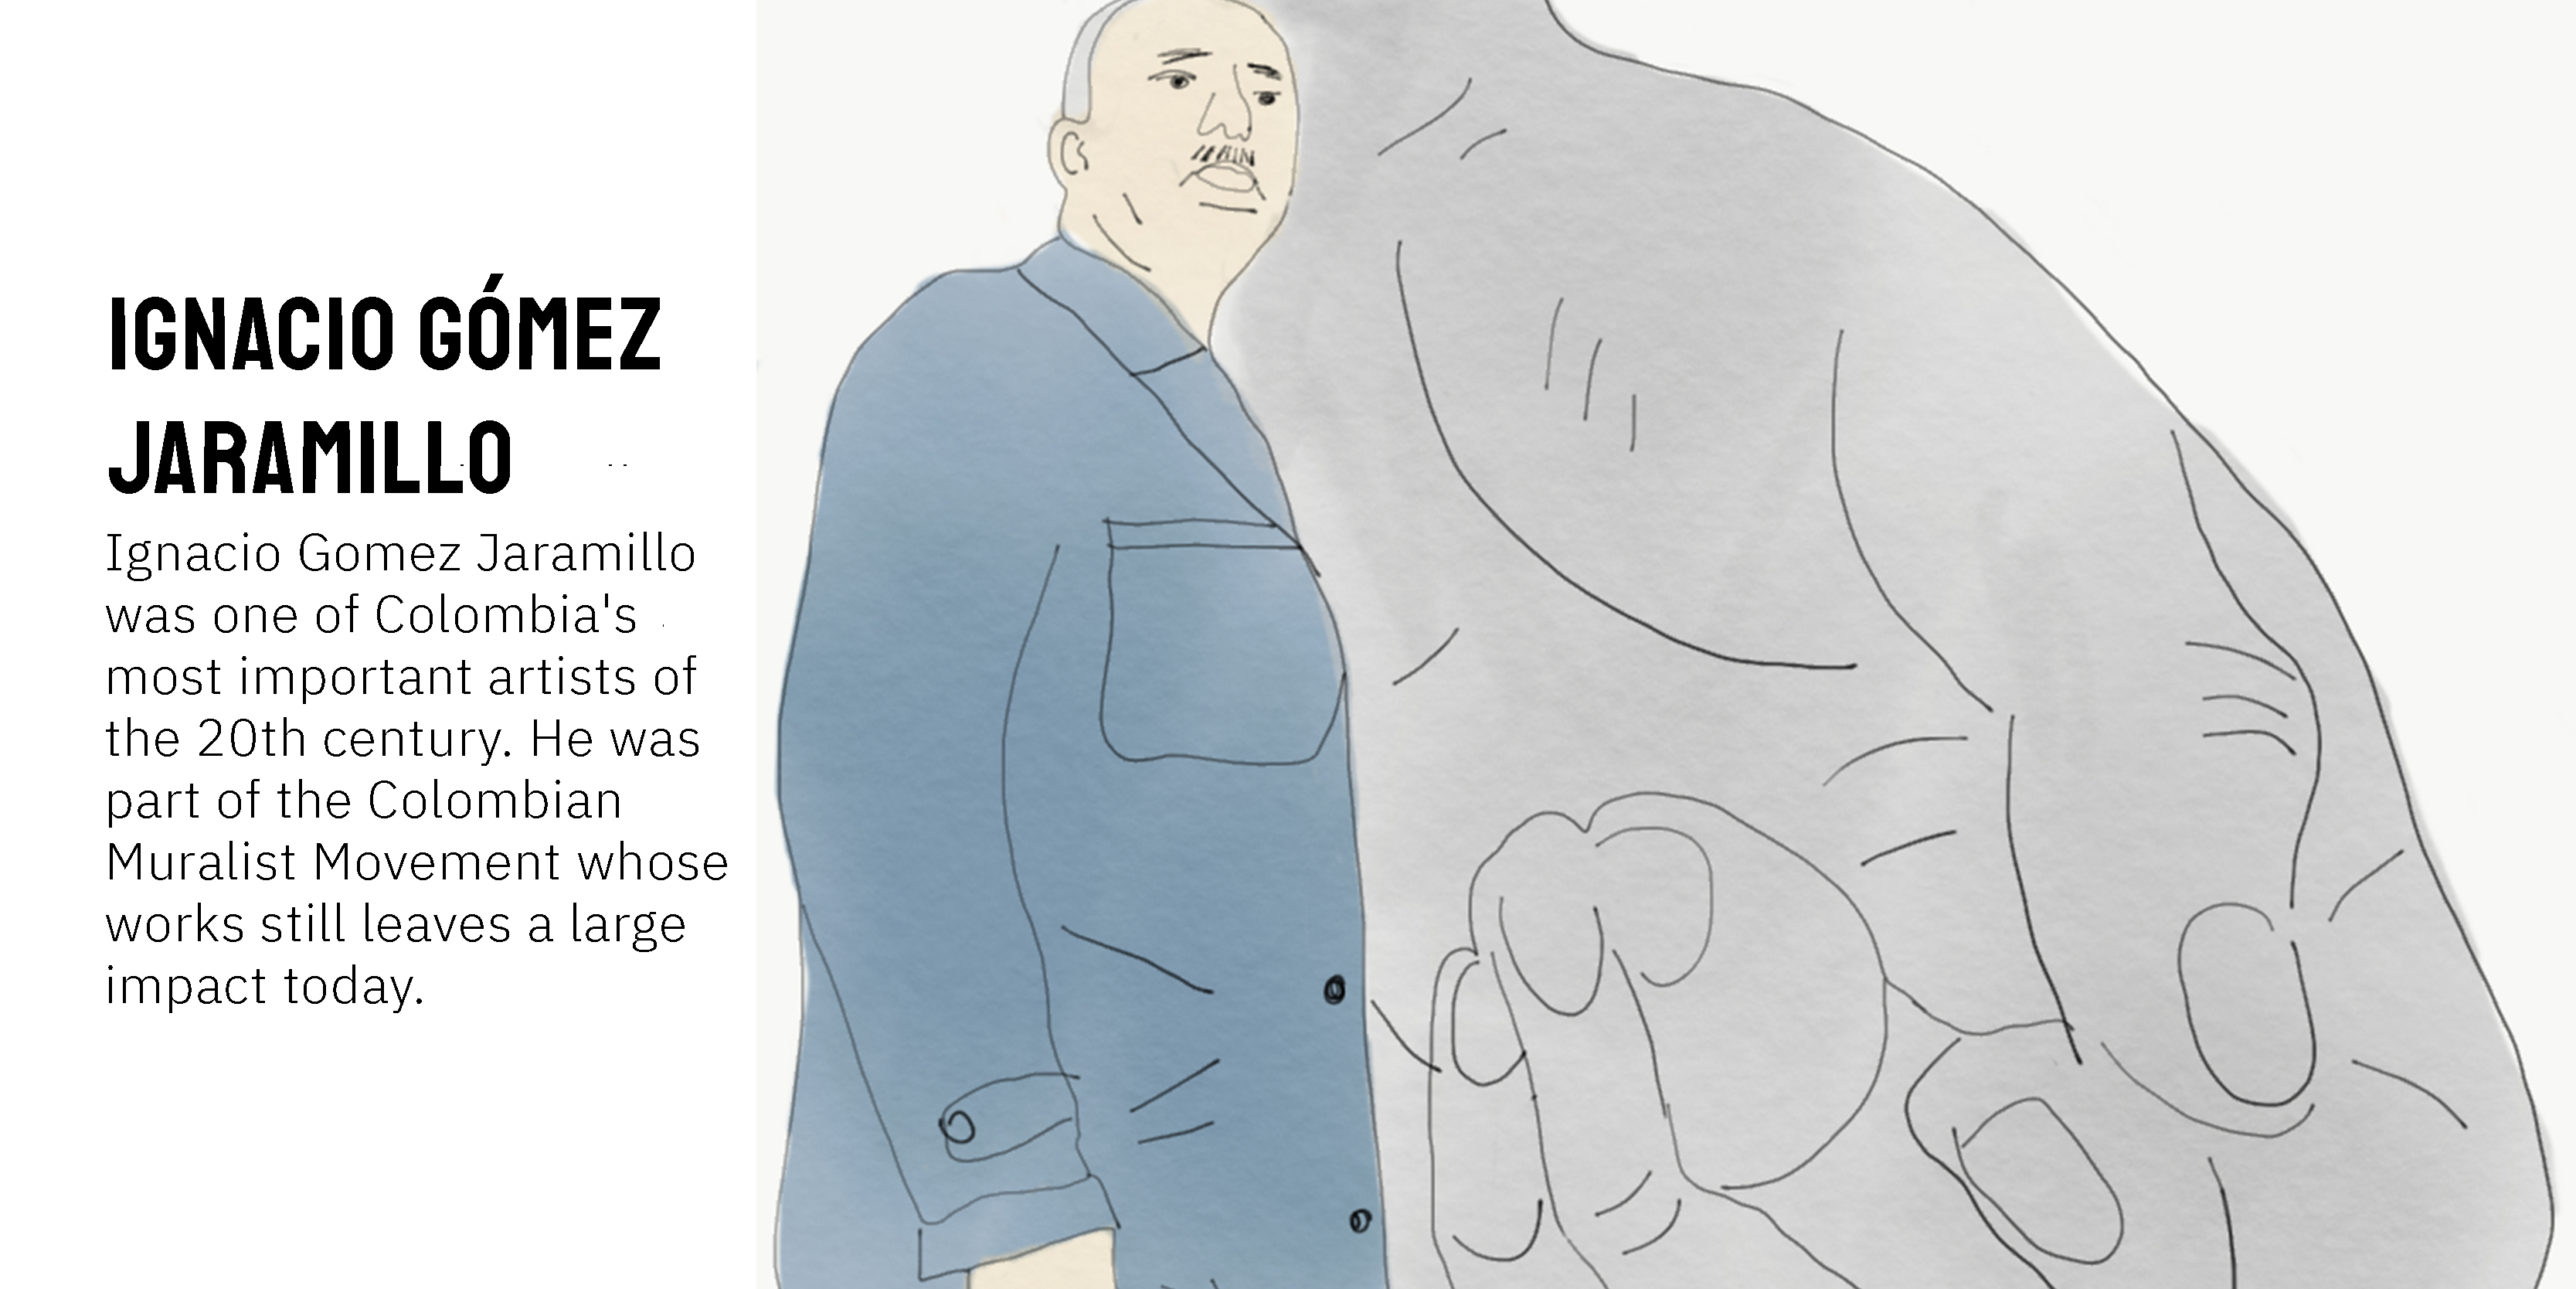 IGNACIO GÓMEZ
JARAMILLO
Ignacio Gomez Jaramillo
was one of Colombia's
most important artists of
the 20th century. He was
part of the Colombian
Muralist Movement whose
works still leaves a large
impact today.